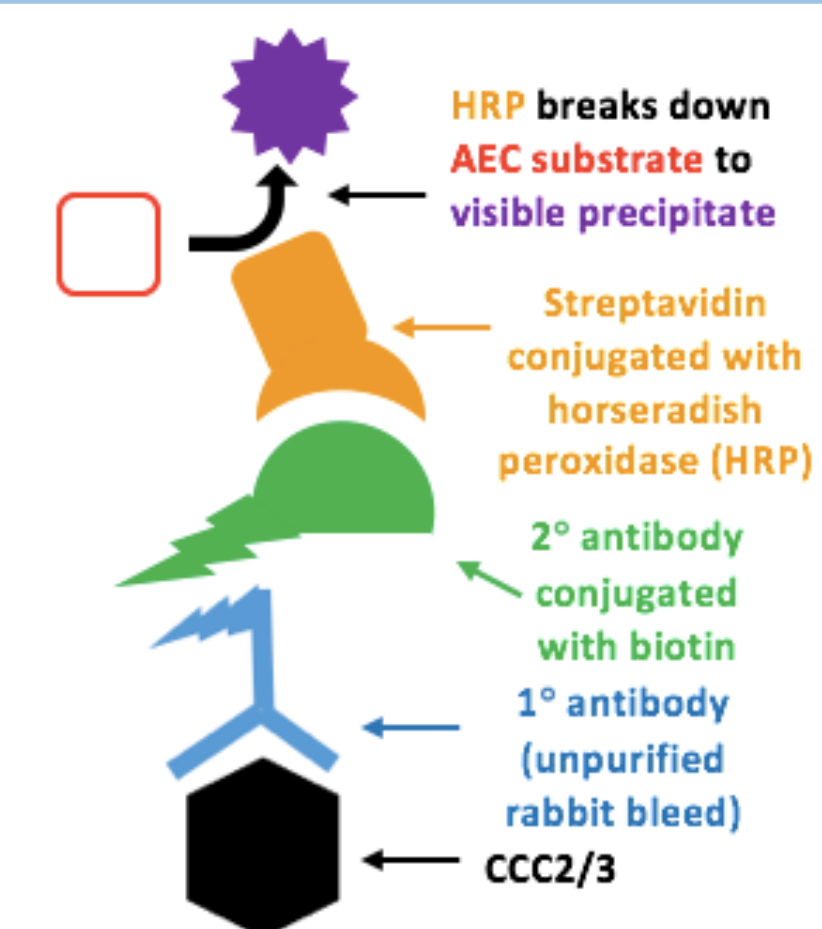 HRP breaks down
AEC substrate to
visible precipitate
Streptavidin
conjugated with
horseradish
peroxidase (HRP)
2° antibody
conjugated
with biotin
1° antibody
(unpurified
rabbit bleed)
CCC2/3